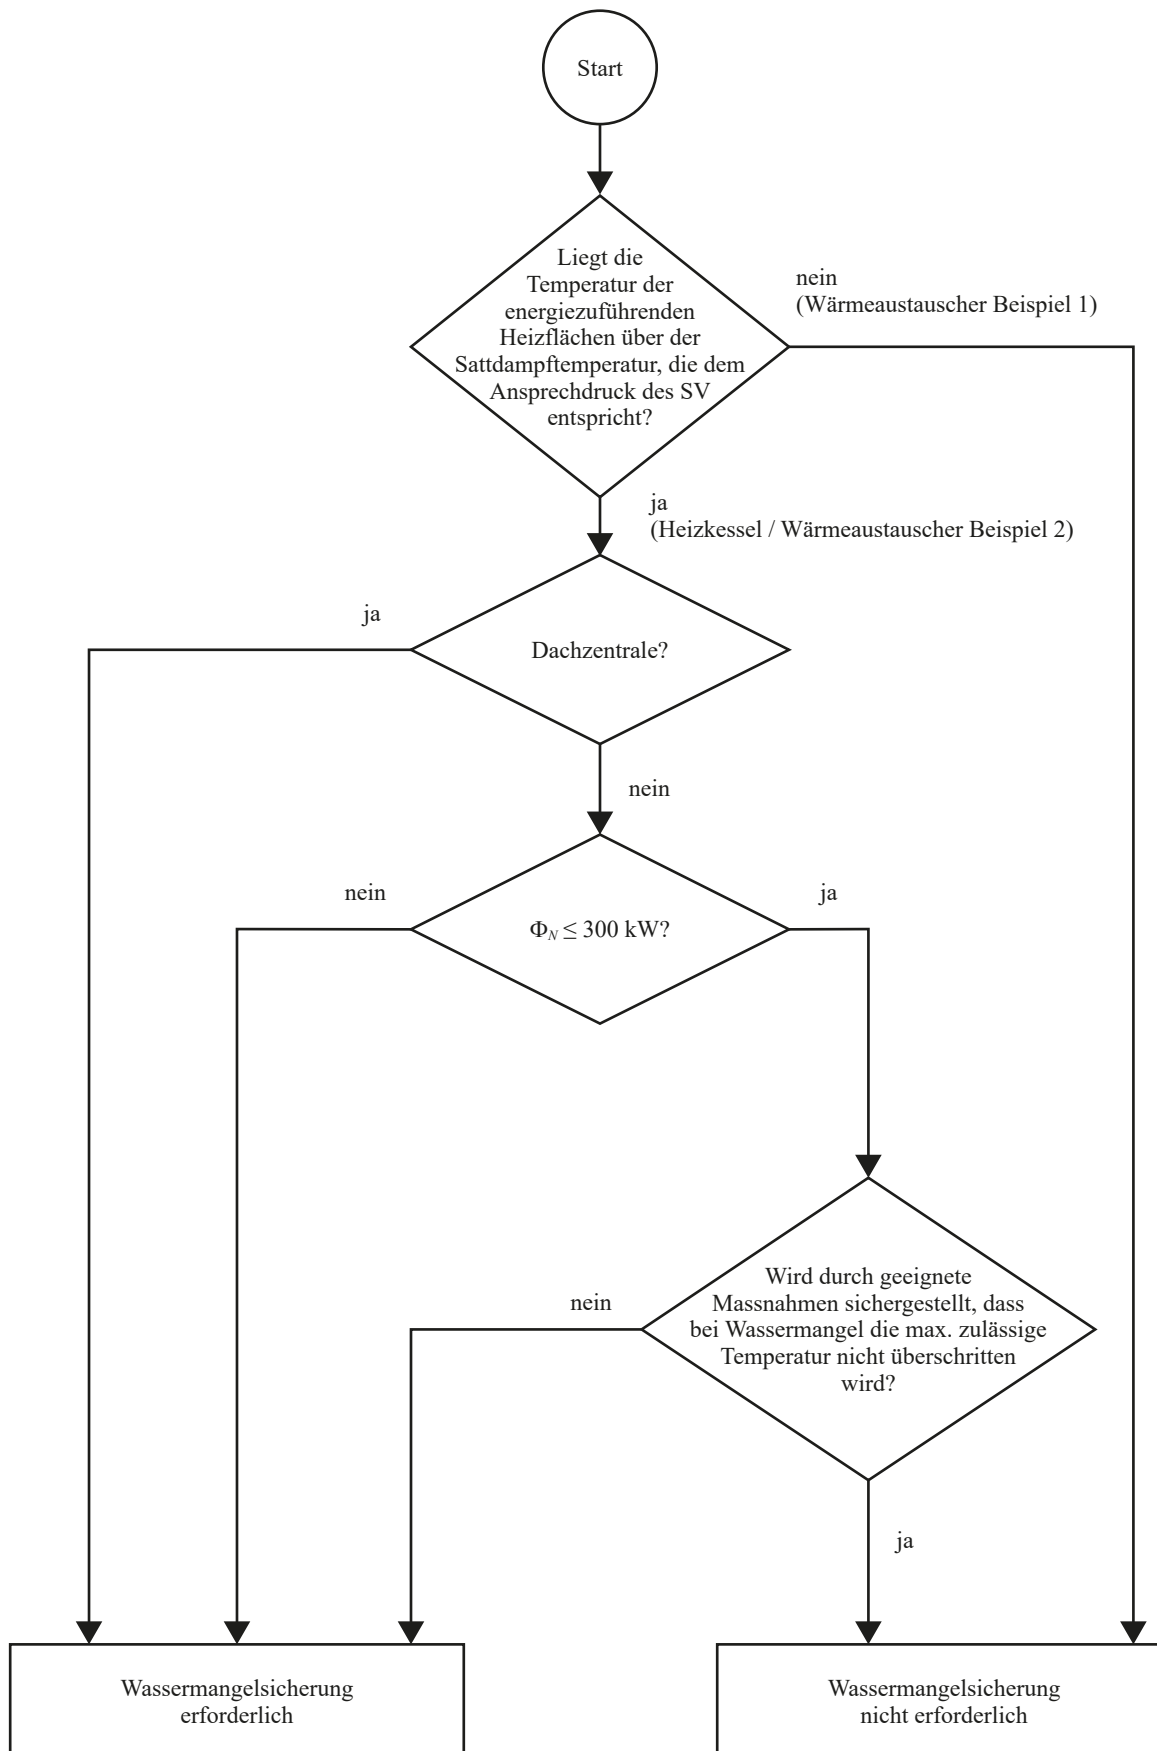 Start
Liegt die
Temperatur der
energiezuführenden
Heizflächen über der
Sattdampftemperatur, die dem
Ansprechdruck des SV
entspricht?
nein
(Wärmeaustauscher Beispiel 1)
ja
(Heizkessel / Wärmeaustauscher Beispiel 2)
ja
Dachzentrale?
nein
nein
ΦN ≤ 300 kW?
ja
Wird durch geeignete
Massnahmen sichergestellt, dass
bei Wassermangel die max. zulässige
Temperatur nicht überschritten
wird?
nein
ja
Wassermangelsicherung
erforderlich
Wassermangelsicherung
nicht erforderlich